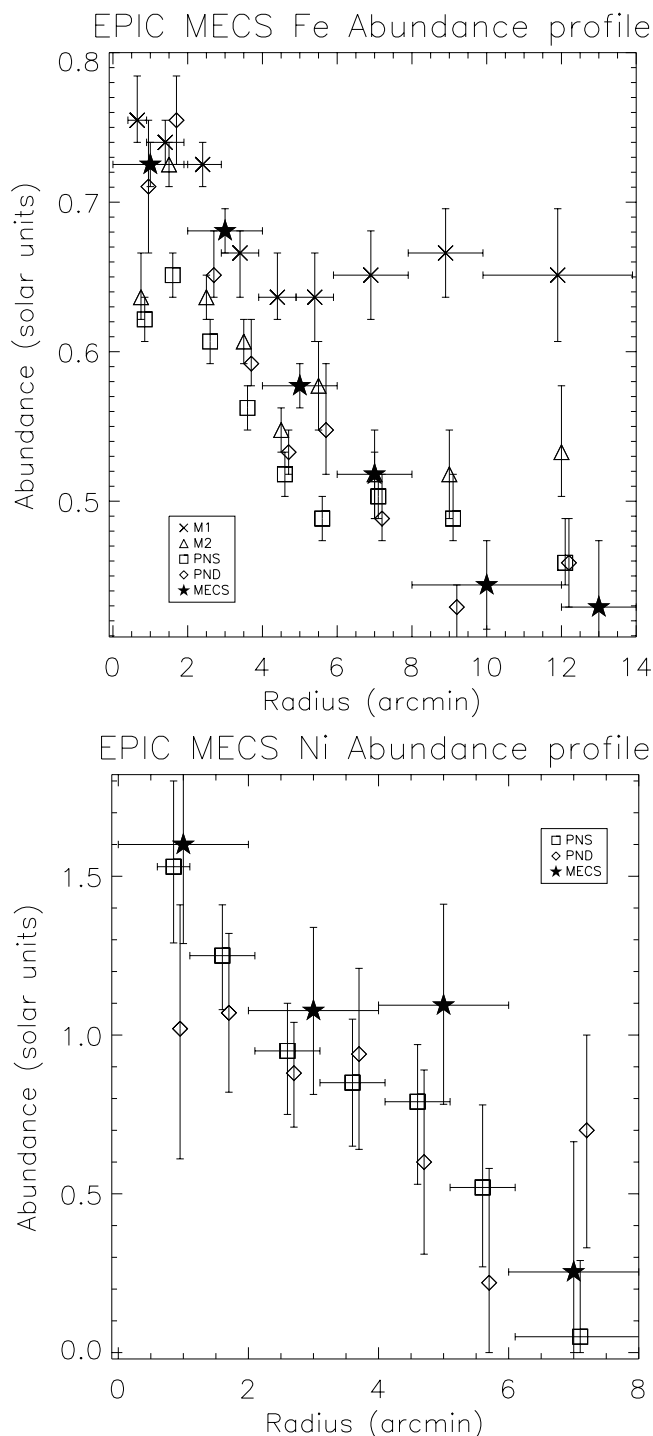 EPIC MECS Fe Abundance profile
0.8
0.7
0.6
0.5
Abundance (solar units)
M1
M2
PNS
PND
MECS
0 2 4 6 8 10 12 14
Radius (arcmin)
EPIC MECS Ni Abundance profile
1.5
1.0
0.5
0.0
Abundance (solar units)
PNS
PND
MECS
0 2 4 6 8
Radius (arcmin)